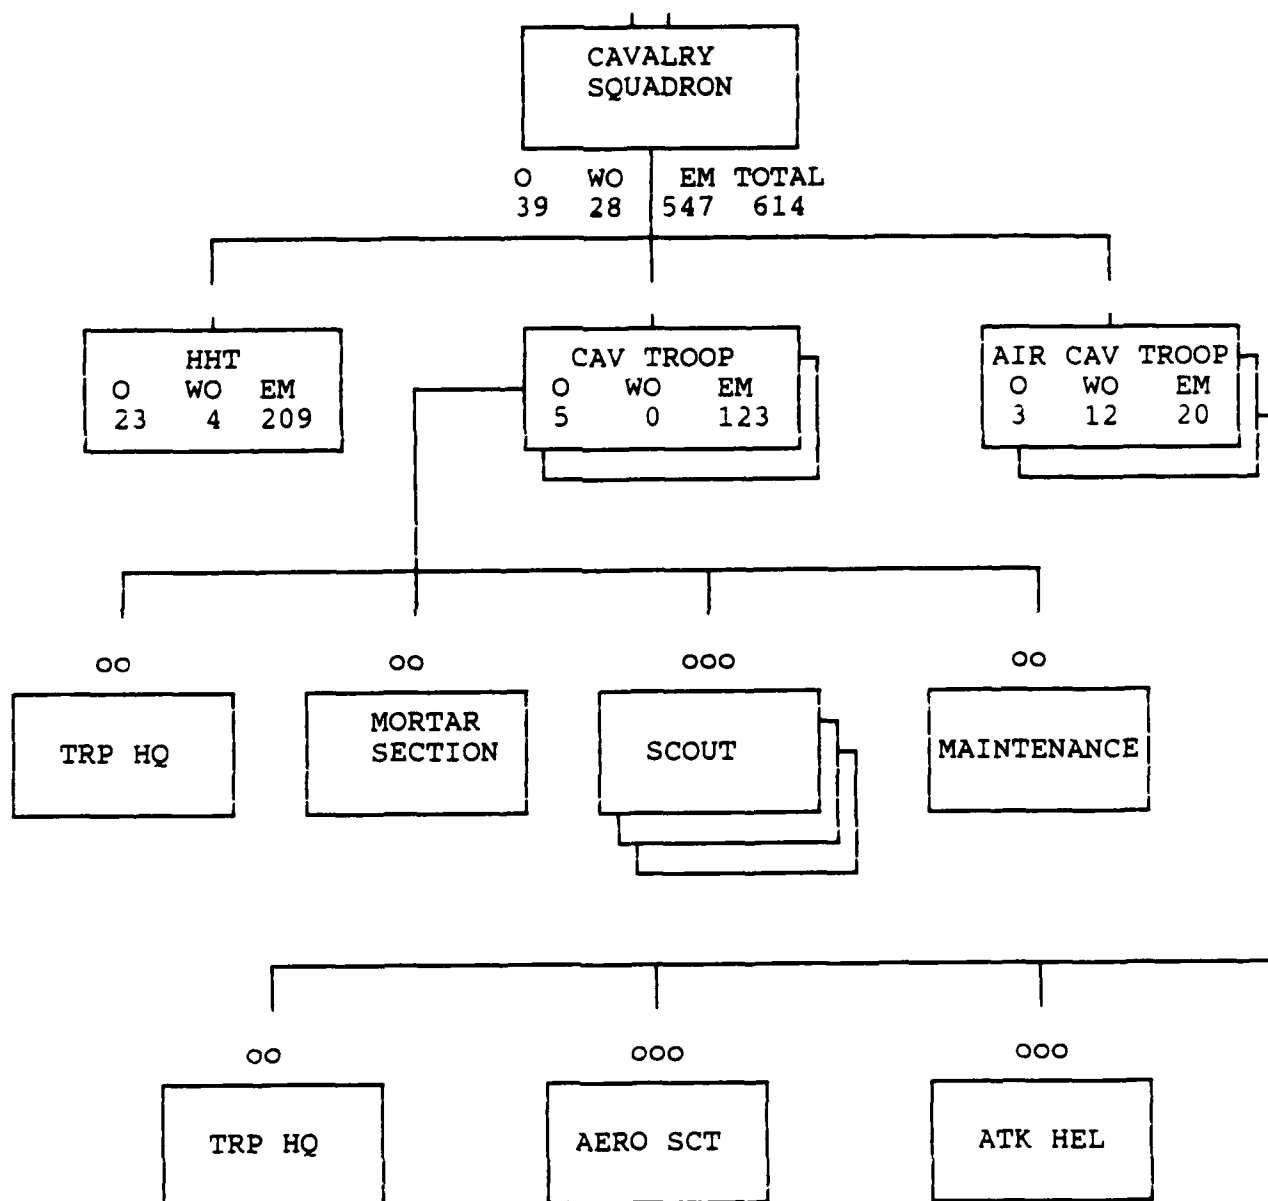 CAVALRY
SQUADRON
O WO EM TOTAL
39 28 547 614
HHT
O WO EM
23 4 209
CAV TROOP
O WO EM
5 0 123
AIR CAV TROOP
O WO EM
3 12 20
OO
TRP HQ
OO
MORTAR
SECTION
OOO
SCOUT
OO
MAINTENANCE
OO
TRP HQ
OOO
AERO SCT
OOO
ATK HEL